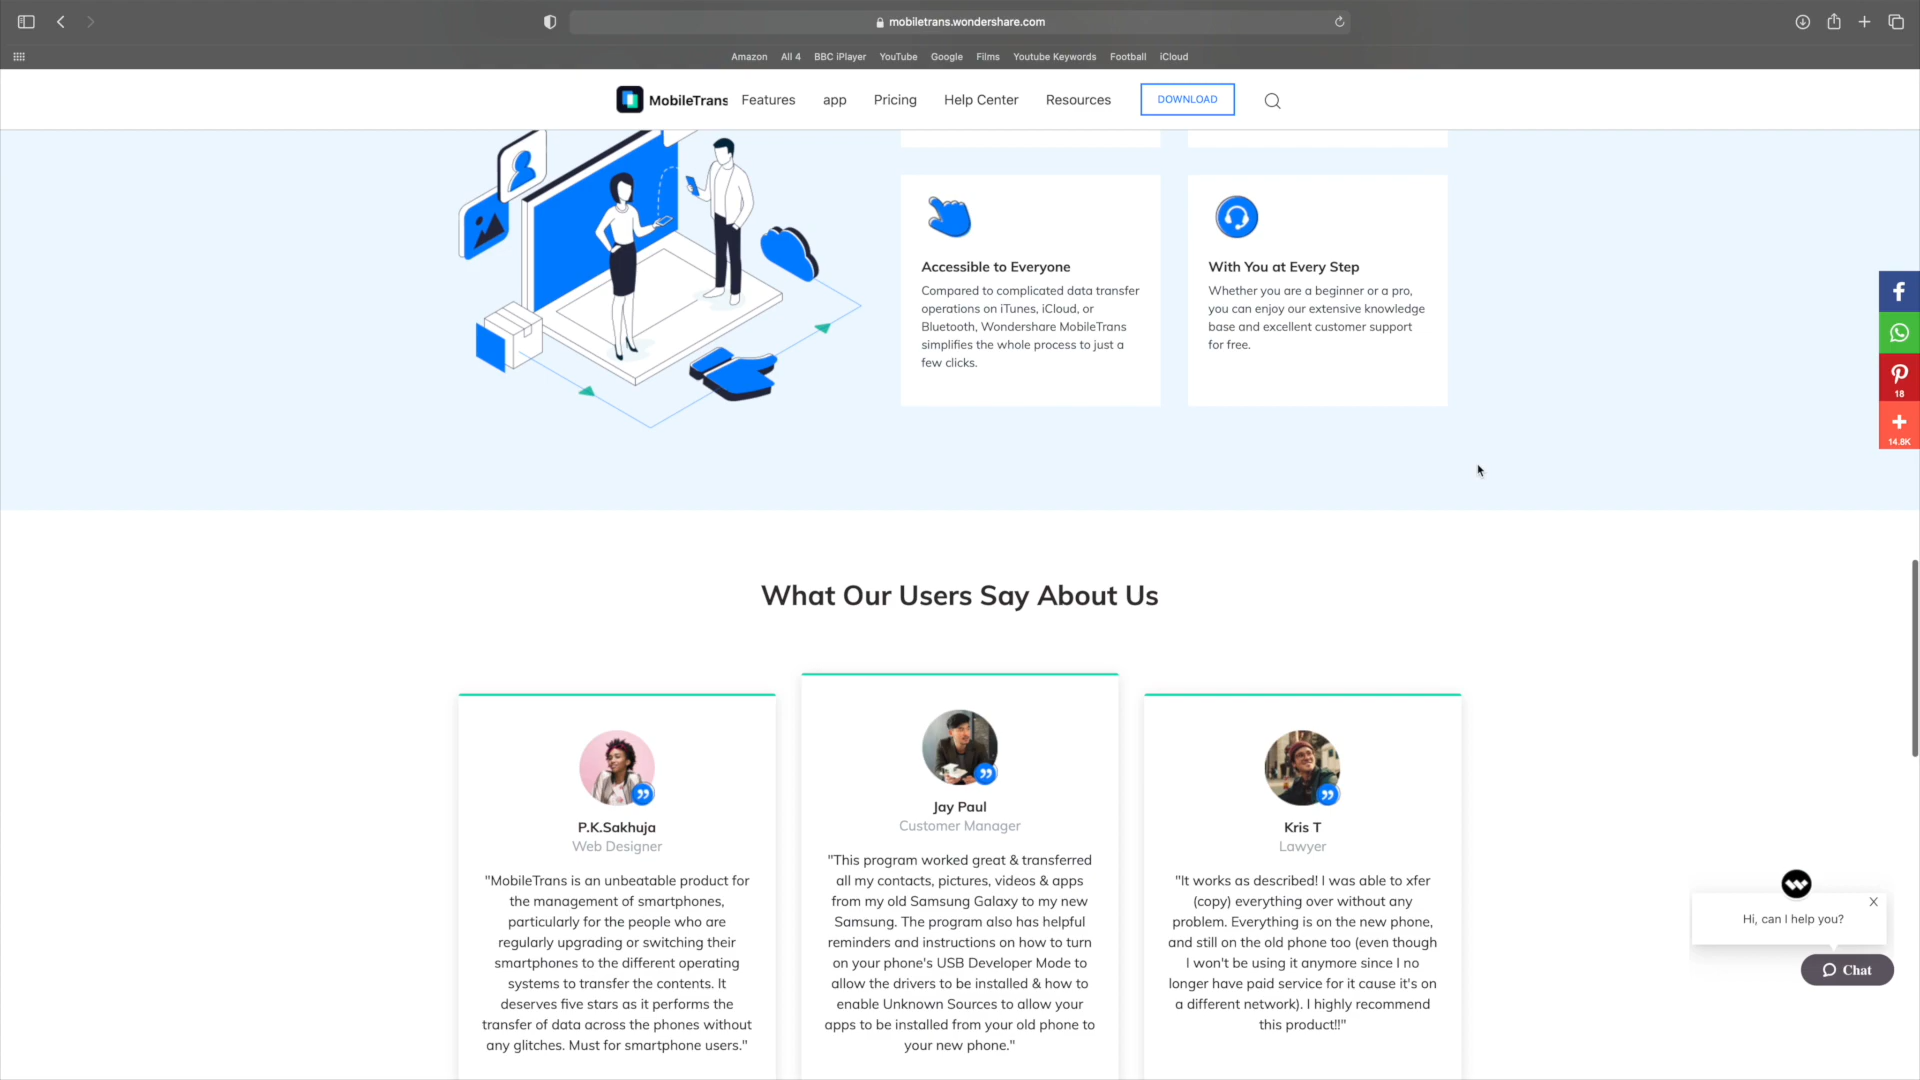 mobiletrans.wondershare.com
Amazon All 4 BBC iPlayer YouTube Google Films Youtube Keywords Football iCloud
MobileTrans Features app Pricing Help Center Resources DOWNLOAD
Accessible to Everyone
Compared to complicated data transfer
operations on iTunes, iCloud, or
Bluetooth, Wondershare MobileTrans
simplifies the whole process to just a
few clicks.
With You at Every Step
Whether you are a beginner or a pro,
you can enjoy our extensive knowledge
base and excellent customer support
for free.
18
14.8K
What Our Users Say About Us
P.K.Sakhuja
Web Designer
"MobileTrans is an unbeatable product for
the management of smartphones,
particularly for the people who are
regularly upgrading or switching their
smartphones to the different operating
systems to transfer the contents. It
deserves five stars as it performs the
transfer of data across the phones without
any glitches. Must for smartphone users."
Jay Paul
Customer Manager
"This program worked great & transferred
all my contacts, pictures, videos & apps
from my old Samsung Galaxy to my new
Samsung. The program also has helpful
reminders and instructions on how to turn
on your phone's USB Developer Mode to
allow the drivers to be installed & how to
enable Unknown Sources to allow your
apps to be installed from your old phone to
your new phone."
Kris T
Lawyer
"It works as described! I was able to xfer
(copy) everything over without any
problem. Everything is on the new phone,
and still on the old phone too (even though
I won't be using it anymore since I no
longer have paid service for it cause it's on
a different network). I highly recommend
this product!!"
Hi, can I help you?
Chat